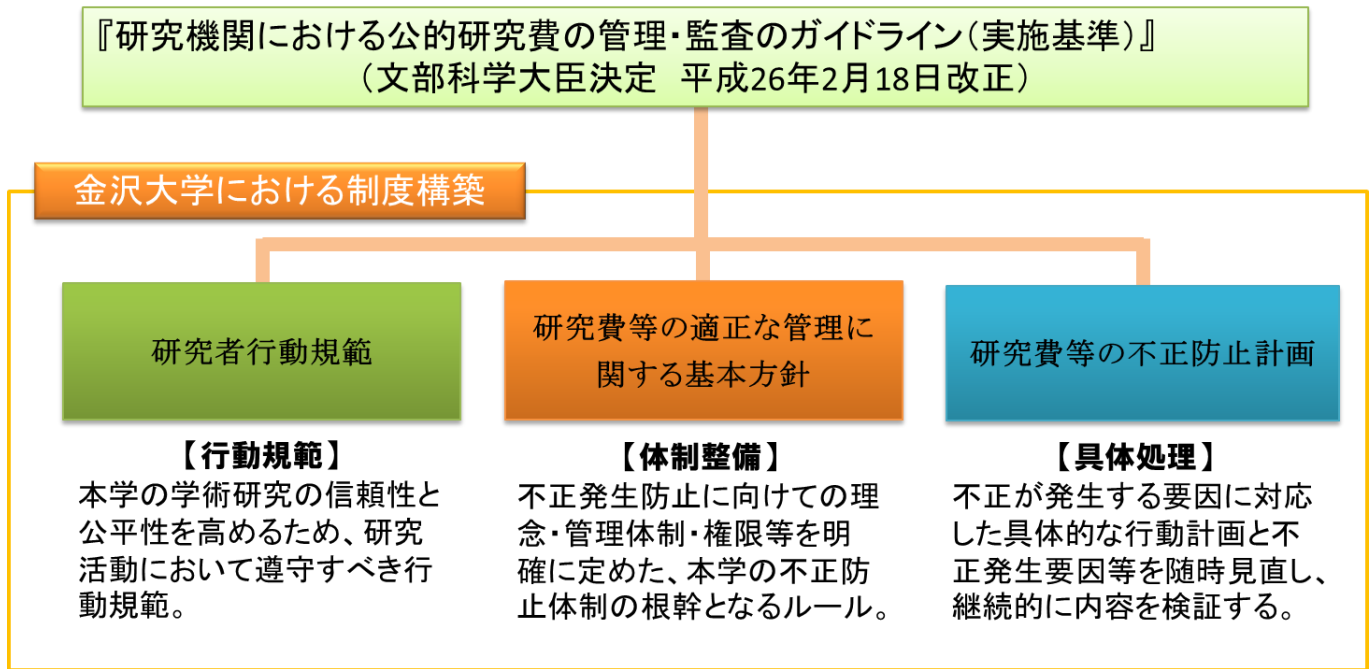 『研究機関における公的研究費の管理・監査のガイドライン(実施基準)』
(文部科学大臣決定　平成26年2月18日改正)
金沢大学における制度構築
研究者行動規範
研究費等の適正な管理に
関する基本方針
研究費等の不正防止計画
【行動規範】
本学の学術研究の信頼性と
公平性を高めるため、研究
活動において遵守すべき行
動規範。
【体制整備】
不正発生防止に向けての理
念・管理体制・権限等を明
確に定めた、本学の不正防
止体制の根幹となるルール。
【具体処理】
不正が発生する要因に対応
した具体的な行動計画と不
正発生要因等を随時見直し、
継続的に内容を検証する。